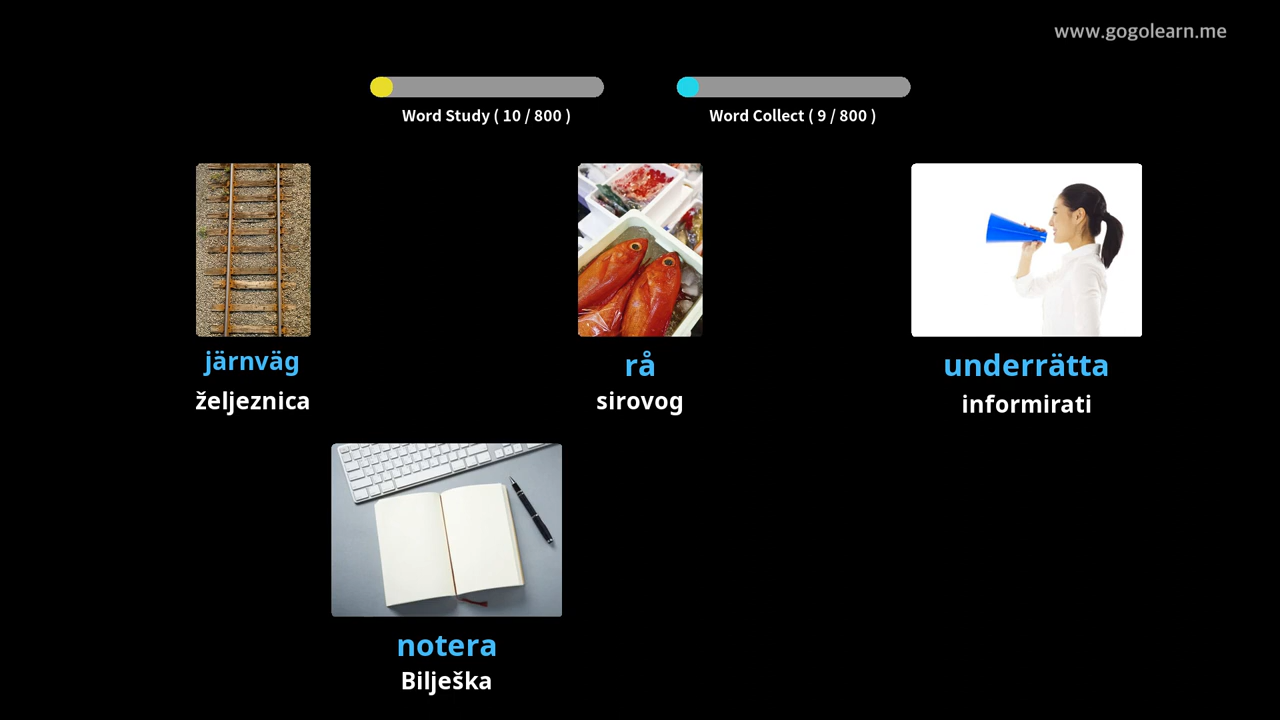 www.gogolearn.me
Word Study ( 10 / 800 )
Word Collect ( 9 / 800 )
järnväg
željeznica
rå
sirovog
underrätta
informirati
notera
Bilješka